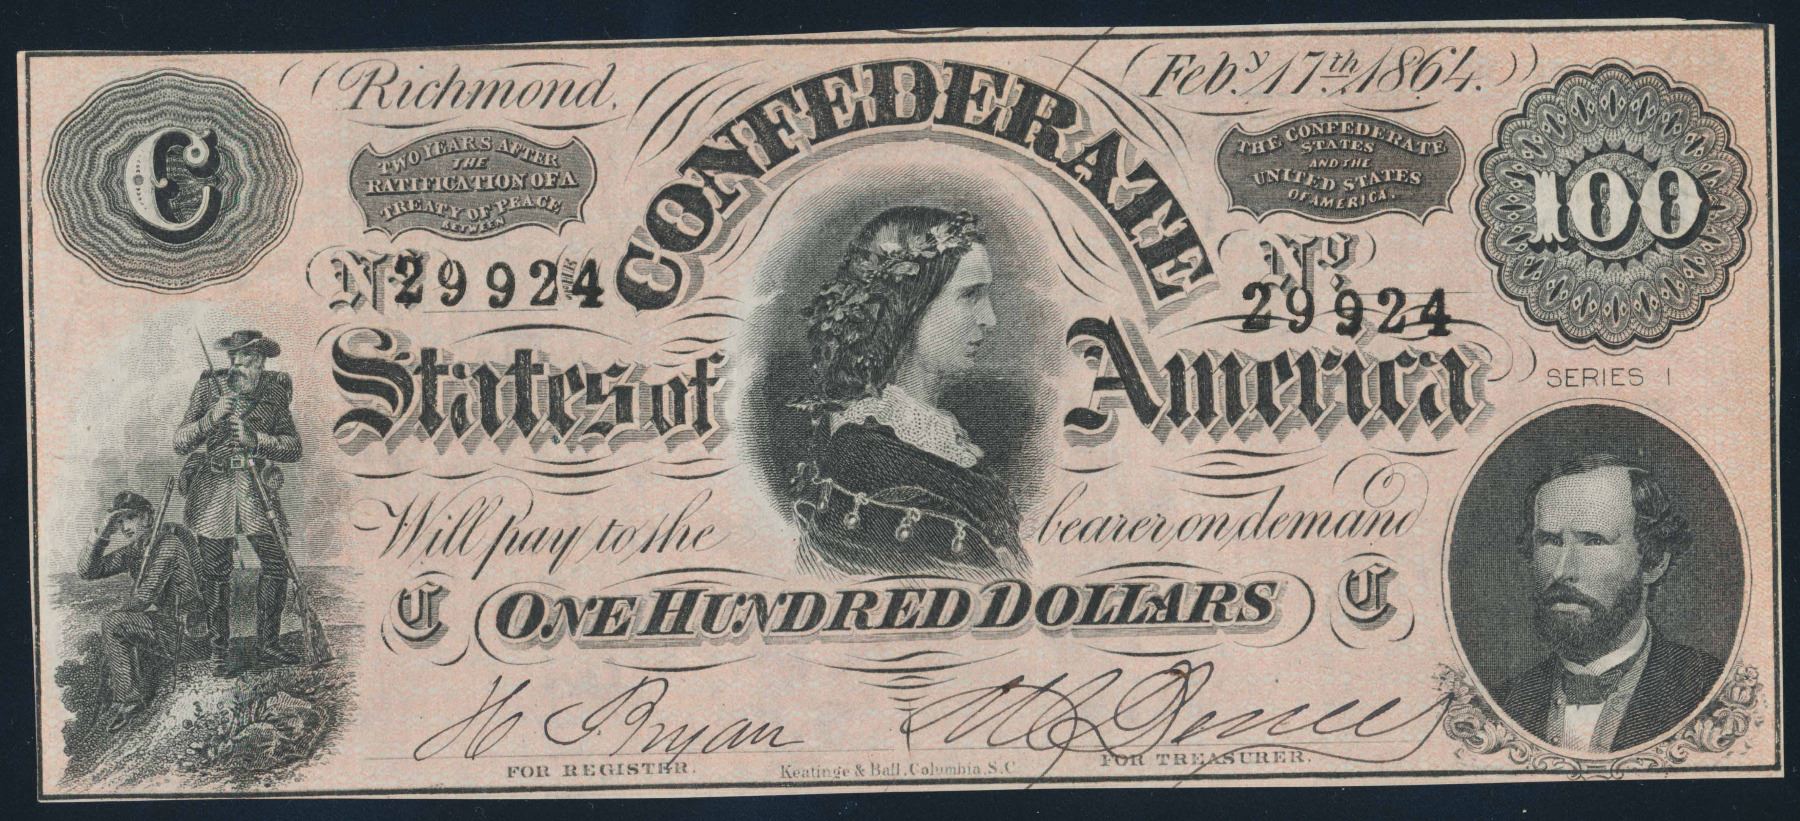 Richmond,
Feb.y 17th 1864.
C
TWO YEARS AFTER
THE
RATIFICATION OF A
TREATY OF PEACE
BETWEEN
THE CONFEDERATE
STATES
AND THE
UNITED STATES
OF AMERICA.
100
CONFEDERATE
No 29924
No.
29924
States of America
SERIES 1
Will pay to the bearer on demand
C ONE HUNDRED DOLLARS C
H C Bryan
FOR REGISTER.
Keatinge & Ball, Columbia, S.C.
FOR TREASURER.